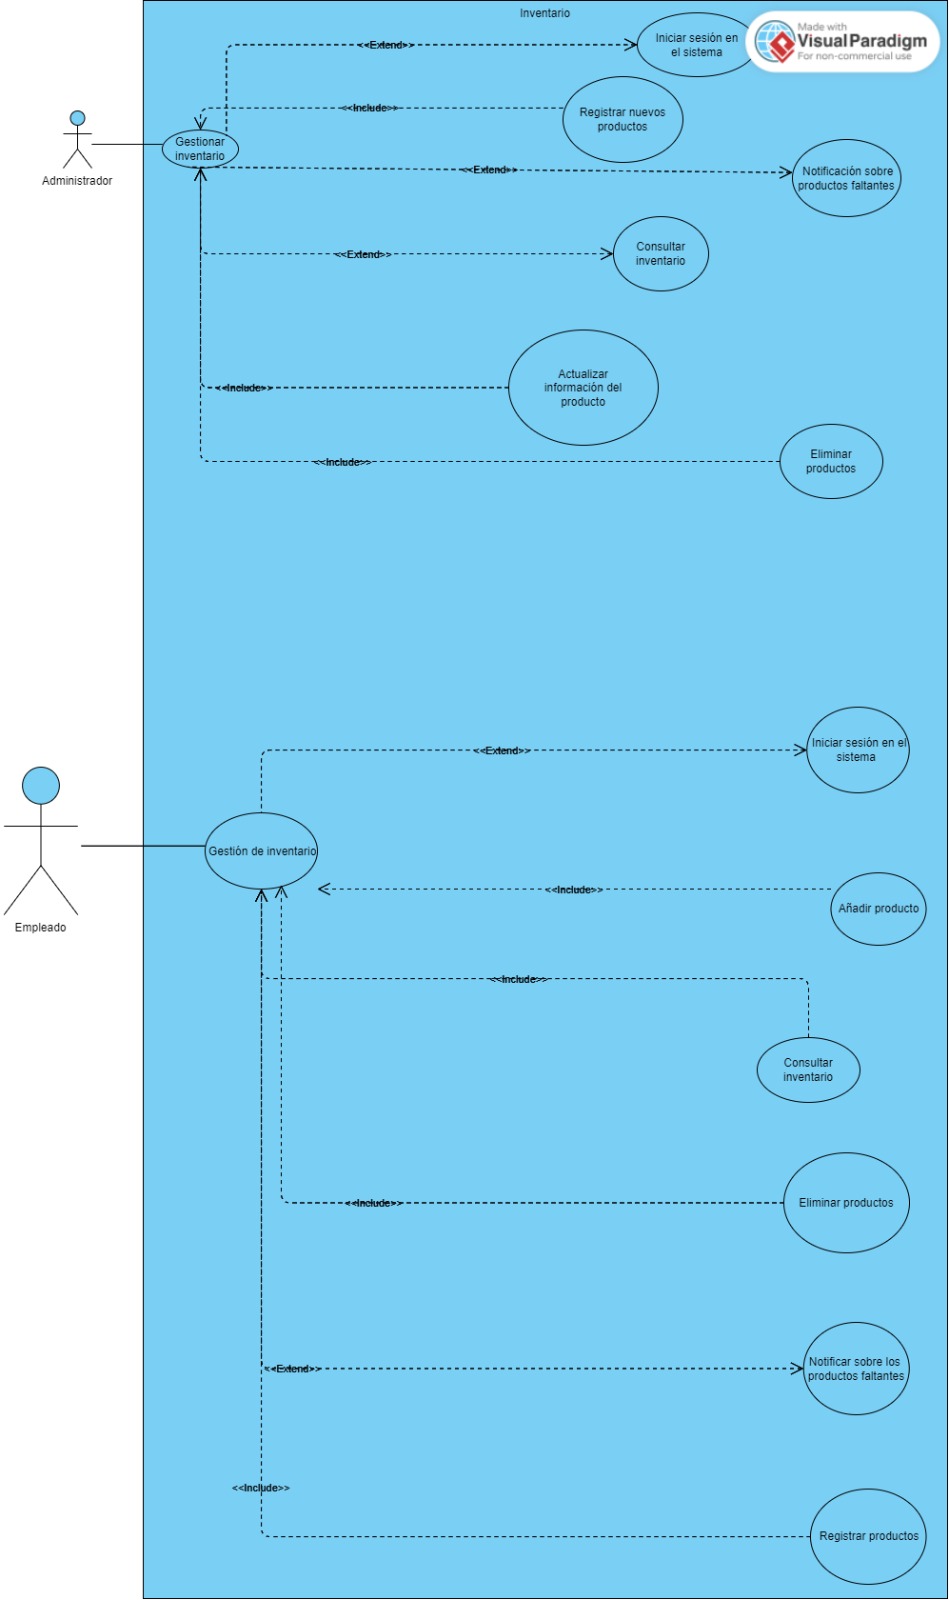 Inventario
Made with
VisualParadigm
For non-commercial use
<<Extend>>
Iniciar sesión en
el sistema
<<Include>>
Registrar nuevos
productos
Administrador
Gestionar
inventario
<<Extend>>
Notificación sobre
productos faltantes
<<Extend>>
Consultar
inventario
<<Include>>
Actualizar
información del
producto
<<Include>>
Eliminar
productos
<<Extend>>
Iniciar sesión en el
sistema
Empleado
Gestión de inventario
<<Include>>
Añadir producto
<<Include>>
Consultar
inventario
<<Include>>
Eliminar productos
<<Extend>>
Notificar sobre los
productos faltantes
<<Include>>
Registrar productos